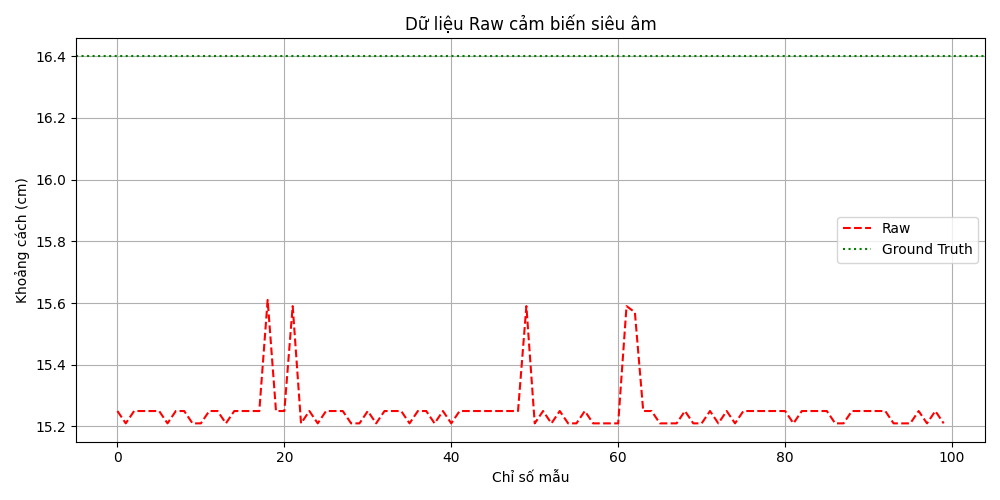 Dữ liệu Raw cảm biến siêu âm
Khoảng cách (cm)
16.4
16.2
16.0
15.8
15.6
15.4
15.2
Raw
Ground Truth
0
20
40
60
80
100
Chỉ số mẫu